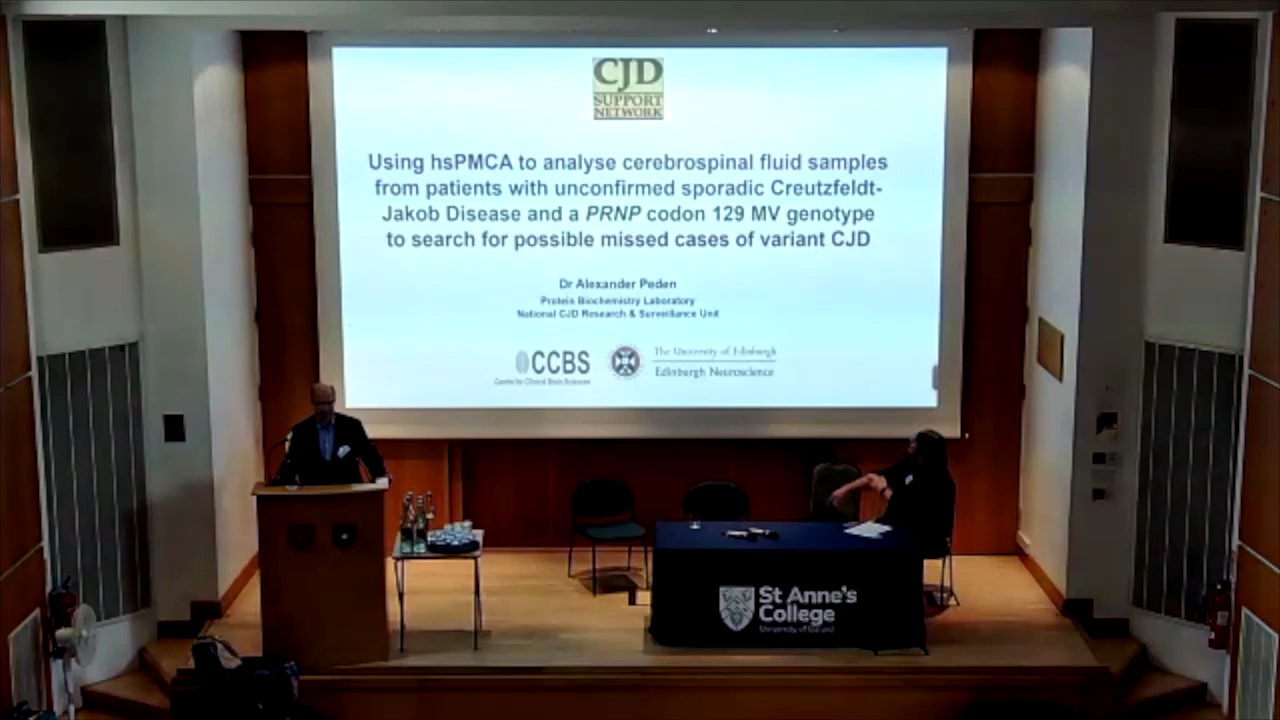 CJD
SUPPORT
NETWORK
Using hsPMCA to analyse cerebrospinal fluid samples
from patients with unconfirmed sporadic Creutzfeldt-
Jakob Disease and a PRNP codon 129 MV genotype
to search for possible missed cases of variant CJD
Dr Alexander Peden
Protein Biochemistry Laboratory
National CJD Research & Surveillance Unit
CCBS
Centre for Clinical Brain Sciences
The University of Edinburgh
Edinburgh Neuroscience
St Anne's
College
University of Oxford